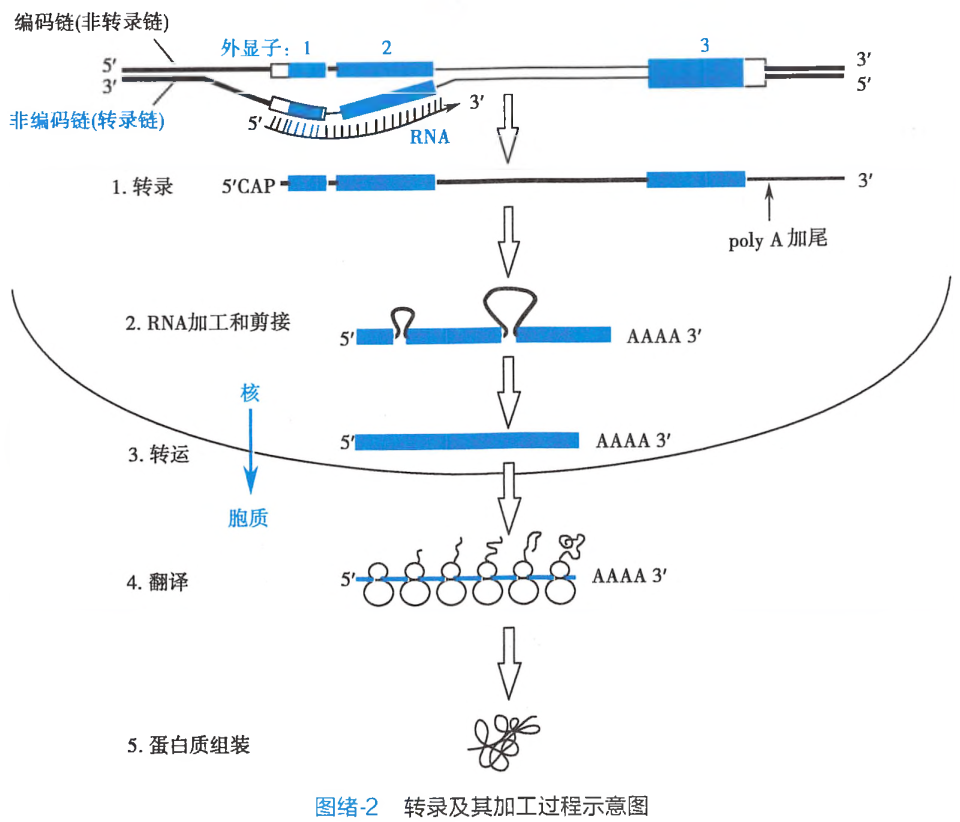 编码链(非转录链)
外显子： 1 2 3
5′ 3′
3′ 5′
非编码链(转录链)
5′ 3′
RNA
1. 转录 5′CAP 3′
poly A 加尾
2. RNA加工和剪接 5′ AAAA 3′
核
3. 转运 5′ AAAA 3′
胞质
4. 翻译 5′ AAAA 3′
5. 蛋白质组装
图绪-2 转录及其加工过程示意图